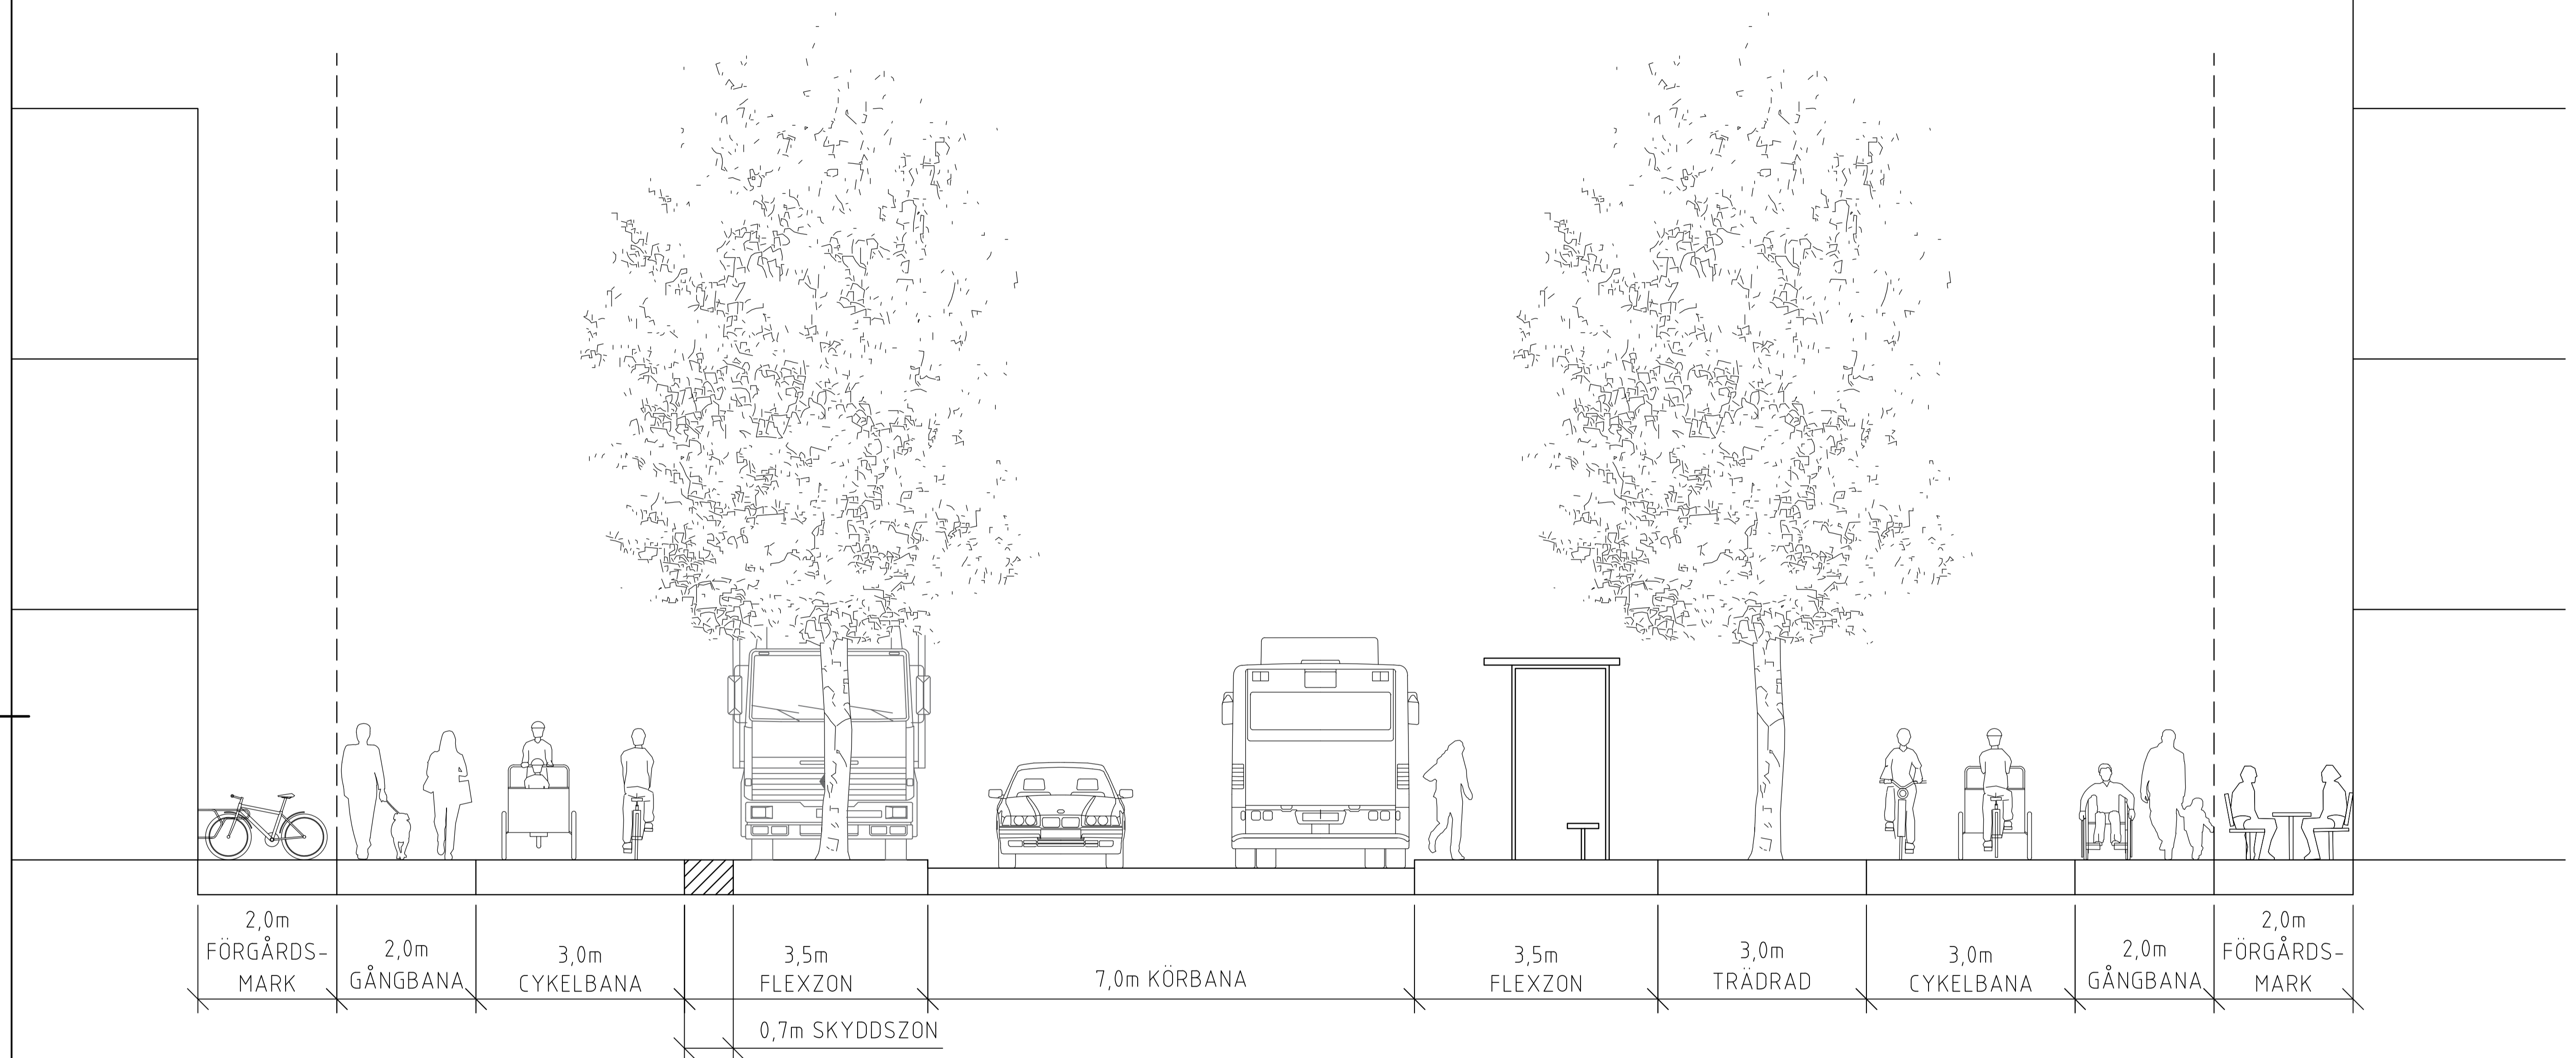 2,0m
FÖRGÅRDS-
MARK
2,0m
GÅNGBANA
3,0m
CYKELBANA
3,5m
FLEXZON
0,7m SKYDDSZON
7,0m KÖRBANA
3,5m
FLEXZON
3,0m
TRÄDRAD
3,0m
CYKELBANA
2,0m
GÅNGBANA
2,0m
FÖRGÅRDS-
MARK